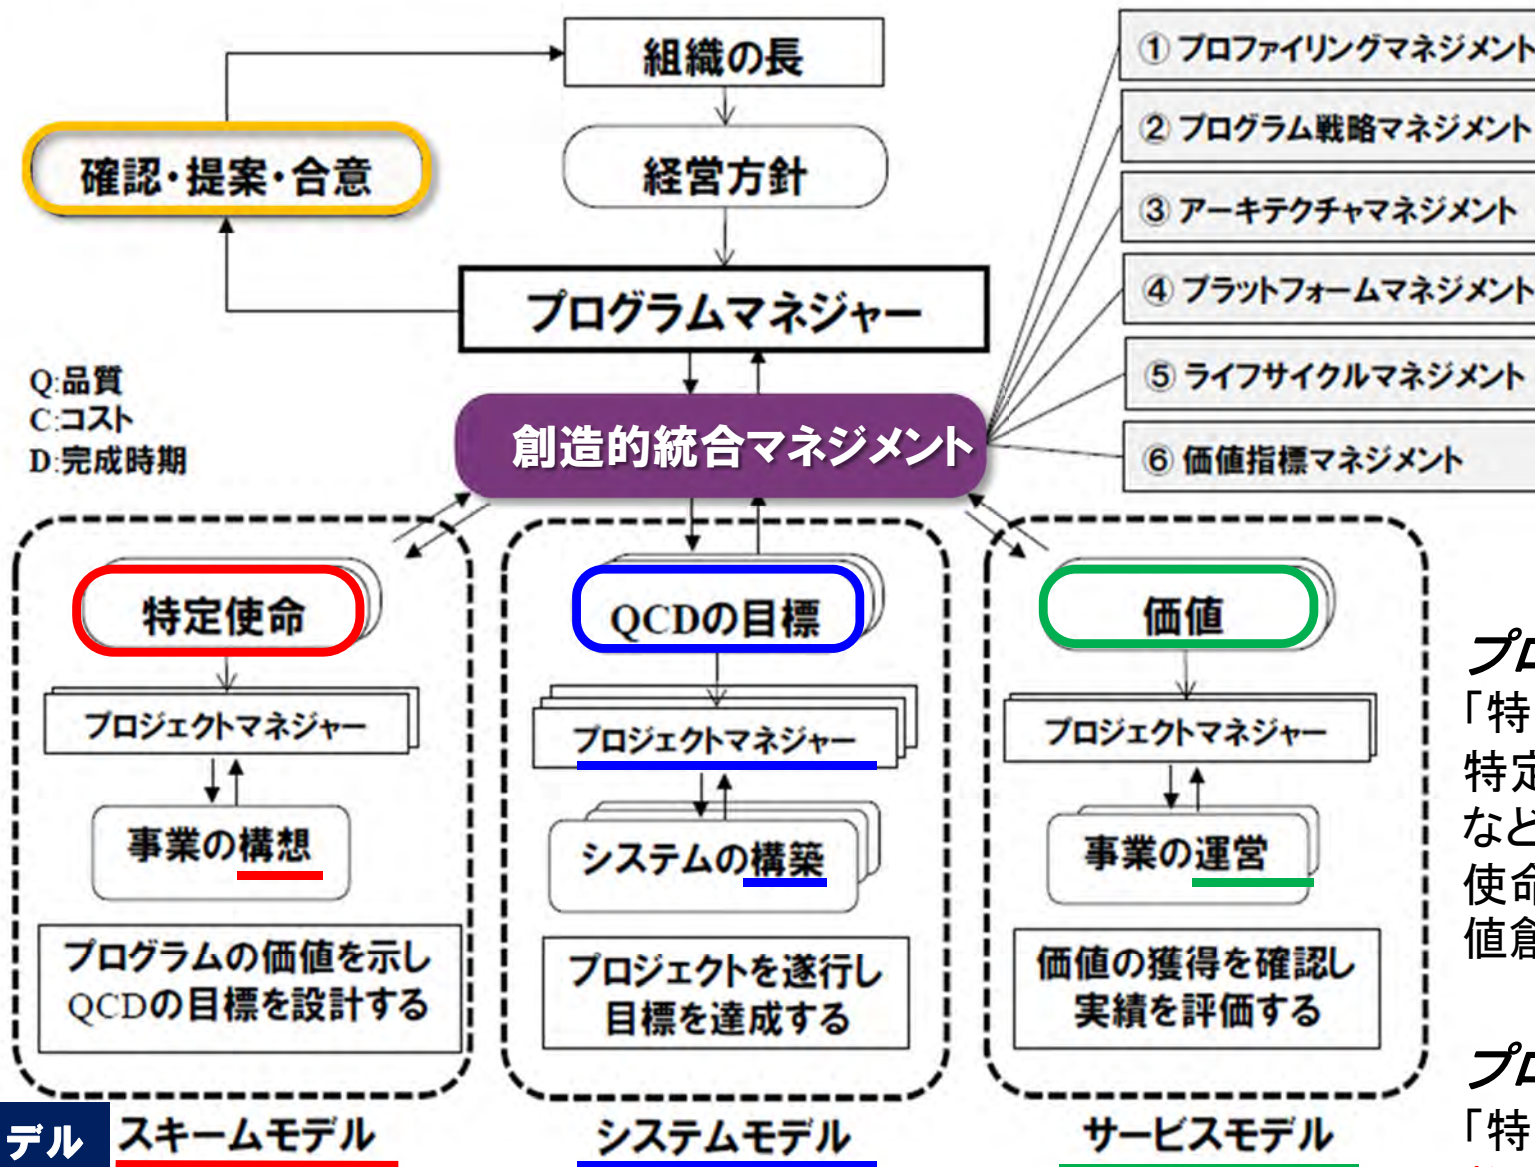 組織の長
確認・提案・合意
経営方針
プログラムマネジャー
① プロファイリングマネジメント
② プログラム戦略マネジメント
③ アーキテクチャマネジメント
④ プラットフォームマネジメント
⑤ ライフサイクルマネジメント
⑥ 価値指標マネジメント
Q:品質
C:コスト
D:完成時期
創造的統合マネジメント
特定使命
プロジェクトマネジャー
事業の構想
プログラムの価値を示し
QCDの目標を設計する
スキームモデル
QCDの目標
プロジェクトマネジャー
システムの構築
プロジェクトを遂行し
目標を達成する
システムモデル
価値
プロジェクトマネジャー
事業の運営
価値の獲得を確認し
実績を評価する
サービスモデル
デル
プロ
「特
特定
など
使命
値創
プロ
「特